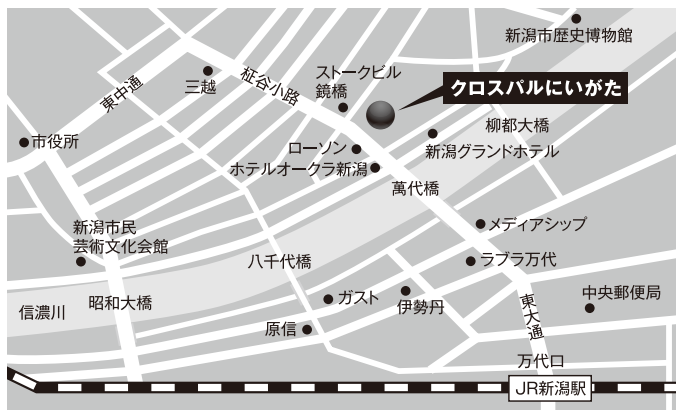 新潟市歴史博物館
ストークビル
鏡橋
クロスパルにいがた
三越
柾谷小路
東中通
柳都大橋
市役所
ローソン
新潟グランドホテル
ホテルオークラ新潟
萬代橋
メディアシップ
新潟市民
芸術文化会館
八千代橋
ラブラ万代
信濃川
昭和大橋
ガスト
伊勢丹
中央郵便局
原信
東大通
万代口
JR新潟駅